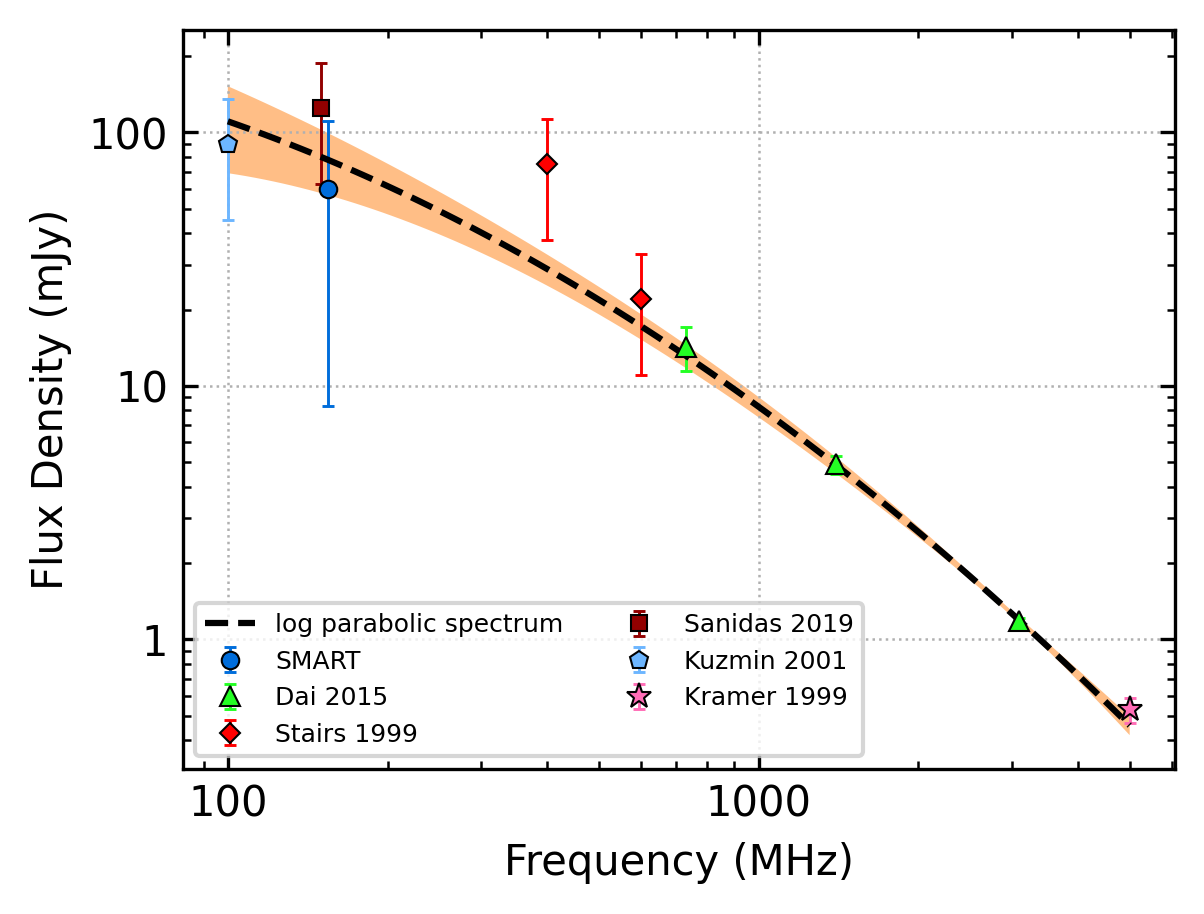 Flux Density (mJy)
100
10
1
log parabolic spectrum
SMART
Dai 2015
Stairs 1999
Sanidas 2019
Kuzmin 2001
Kramer 1999
100
1000
Frequency (MHz)